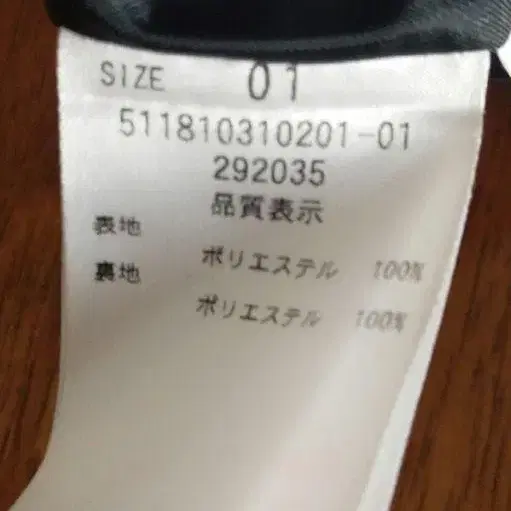 SIZE 01
511810310201-01
292035
品質表示
表地
ポリエステル 100%
裏地
ポリエステル 100%